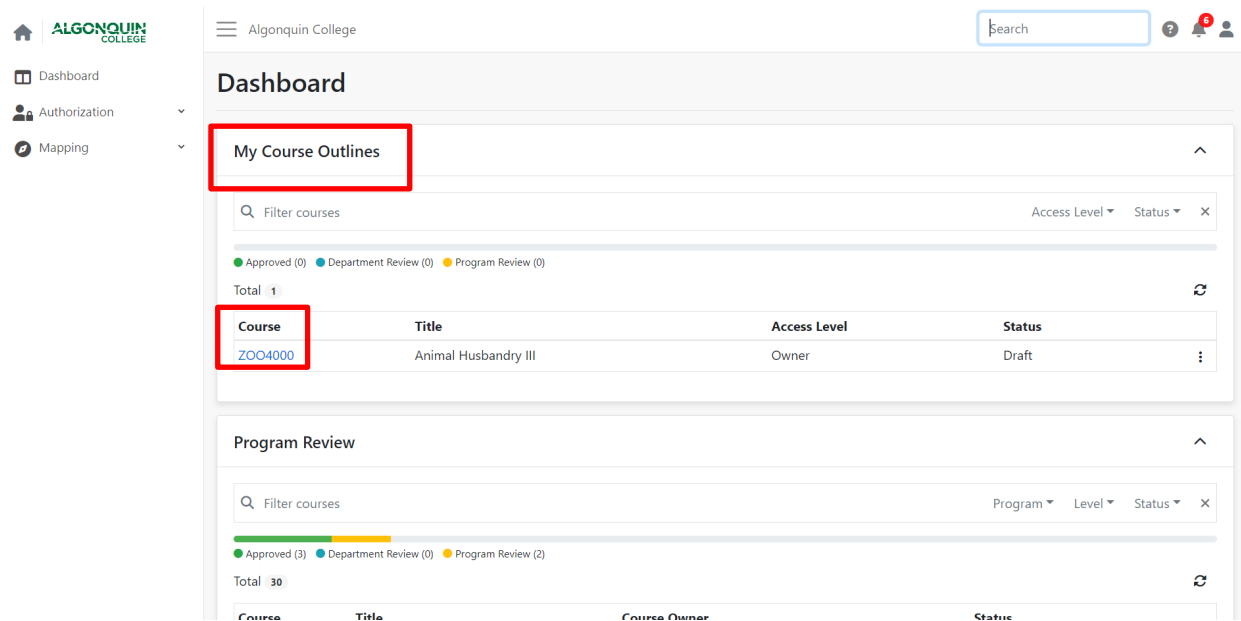 ALGONQUIN
COLLEGE
Algonquin College
Search
6
Dashboard
Authorization
Mapping
Dashboard
My Course Outlines
Filter courses Access Level Status
Approved (0) Department Review (0) Program Review (0)
Total 1
Course Title Access Level Status
ZOO4000 Animal Husbandry III Owner Draft
Program Review
Filter courses Program Level Status
Approved (3) Department Review (0) Program Review (2)
Total 30
Course Title Course Owner Status